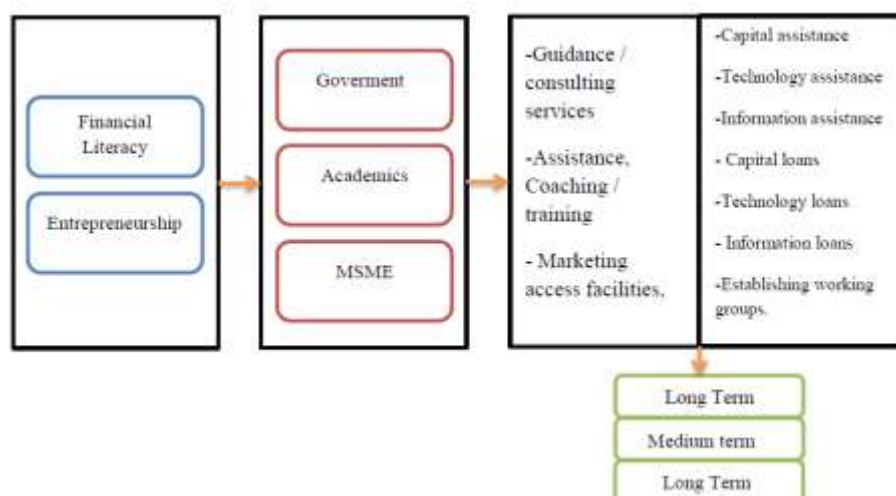 Financial
Literacy
Entrepreneurship
Goverment
Academics
MSME
-Guidance /
consulting
services
-Assistance,
Coaching /
training
- Marketing
access facilities.
-Capital assistance
-Technology assistance
-Information assistance
- Capital loans
-Technology loans
- Information loans
-Establishing working
groups.
Long Term
Medium term
Long Term